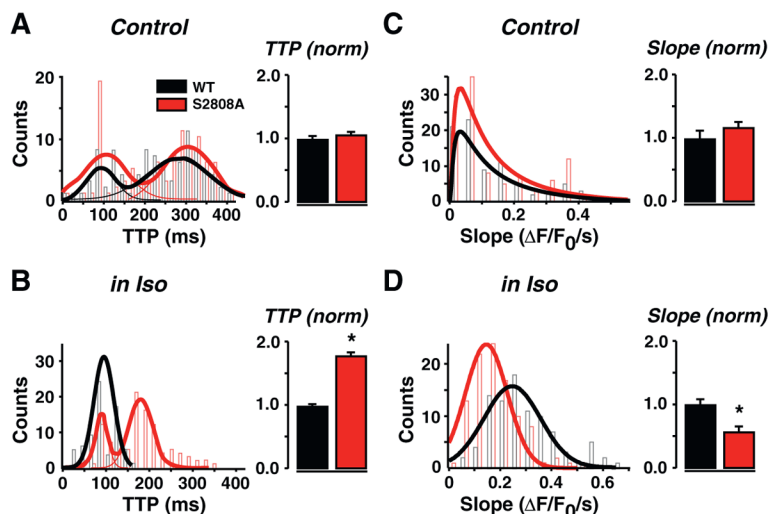 A
Control
TTP (norm)
Counts
20
10
0
WT
S2808A
0 100 200 300 400
TTP (ms)
2.0
1.0
0.0
C
Control
Slope (norm)
Counts
30
20
10
0
0 0.2 0.4
Slope (ΔF/F0/s)
2.0
1.0
0.0
B
in Iso
TTP (norm)
Counts
30
20
10
0
0 100 200 300 400
TTP (ms)
2.0
1.0
0.0
*
D
in Iso
Slope (norm)
Counts
20
10
0
0 0.2 0.4 0.6
Slope (ΔF/F0/s)
2.0
1.0
0.0
*